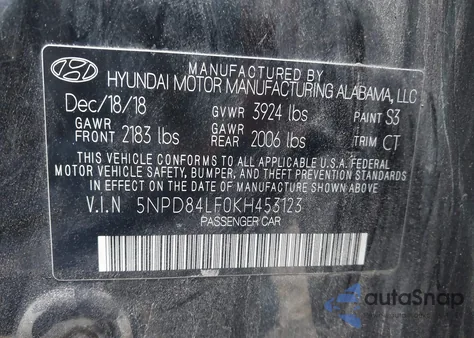 MANUFACTURED BY
HYUNDAI MOTOR MANUFACTURING ALABAMA, LLC
Dec/18/18 GVWR 3924 lbs PAINT S3
GAWR FRONT 2183 lbs GAWR REAR 2006 lbs TRIM CT
THIS VEHICLE CONFORMS TO ALL APPLICABLE U.S.A. FEDERAL
MOTOR VEHICLE SAFETY, BUMPER, AND THEFT PREVENTION STANDARDS
IN EFFECT ON THE DATE OF MANUFACTURE SHOWN ABOVE.
V.I.N 5NPD84LF0KH453123
PASSENGER CAR
autoSnap